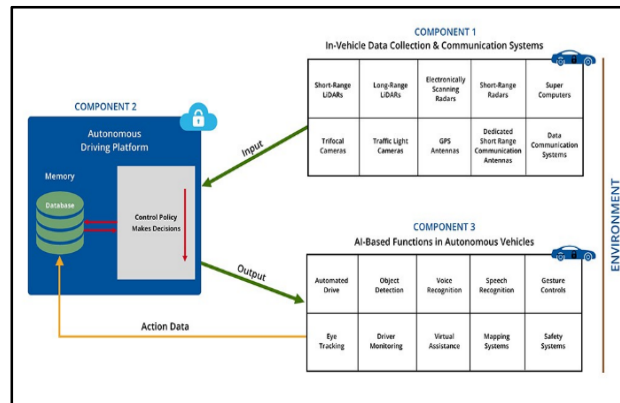 COMPONENT 1
In-Vehicle Data Collection & Communication Systems
Short-Range
LiDARs
Long-Range
LiDARs
Electronically
Scanning
Radars
Short-Range
Radars
Super
Computers
Trifocal
Cameras
Traffic Light
Cameras
GPS
Antennas
Dedicated
Short Range
Communication
Antennas
Data
Communication
Systems
COMPONENT 2
Autonomous
Driving Platform
Memory
Database
Control Policy
Makes Decisions
Input
Output
Action Data
COMPONENT 3
AI-Based Functions in Autonomous Vehicles
Automated
Drive
Object
Detection
Voice
Recognition
Speech
Recognition
Gesture
Controls
Eye
Tracking
Driver
Monitoring
Virtual
Assistance
Mapping
Systems
Safety
Systems
ENVIRONMENT